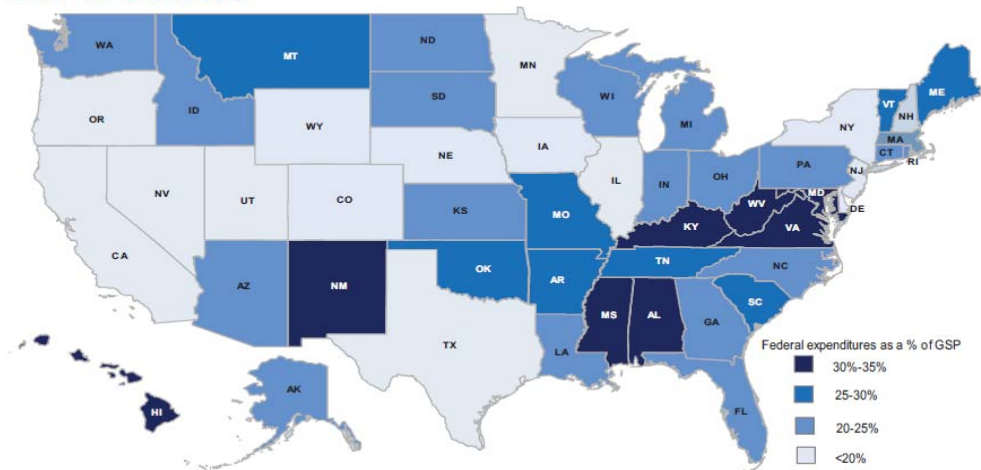 WA
MT
ND
MN
OR
ID
WY
SD
WI
MI
NY
VT
NH
ME
MA
CT
RI
NV
UT
CO
NE
IA
IL
IN
OH
PA
NJ
CA
KS
MO
KY
WV
MD
DE
VA
AZ
NM
OK
AR
TN
NC
SC
TX
LA
MS
AL
GA
FL
HI
AK
Federal expenditures as a % of GSP
30%-35%
25-30%
20-25%
<20%